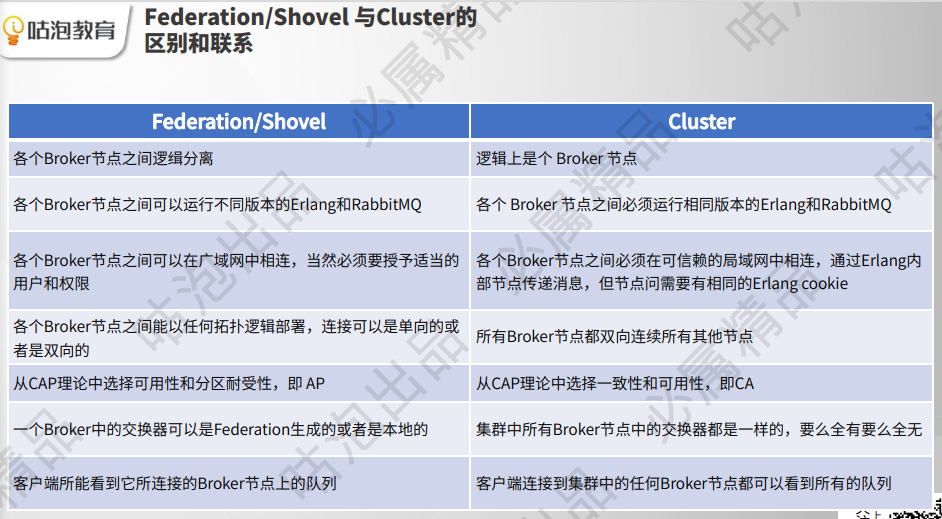 咕泡教育
Federation/Shovel 与Cluster的
区别和联系
Federation/Shovel
Cluster
各个Broker节点之间逻缉分离
逻辑上是个 Broker 节点
各个Broker节点之间可以运行不同版本的Erlang和RabbitMQ
各个 Broker 节点之间必须运行相同版本的Erlang和RabbitMQ
各个Broker节点之间可以在广域网中相连，当然必须要授予适当的
用户和权限
各个Broker节点之间必须在可信赖的局域网中相连，通过Erlang内
部节点传递消息，但节点问需要有相同的Erlang cookie
各个Broker节点之间能以任何拓扑逻辑部署，连接可以是单向的或
者是双向的
所有Broker节点都双向连续所有其他节点
从CAP理论中选择可用性和分区耐受性，即 AP
从CAP理论中选择一致性和可用性，即CA
一个Broker中的交换器可以是Federation生成的或者是本地的
集群中所有Broker节点中的交换器都是一样的，要么全有要么全无
客户端所能看到它所连接的Broker节点上的队列
客户端连接到集群中的任何Broker节点都可以看到所有的队列
咕泡出品 必属精品
咕泡出品 必属精品